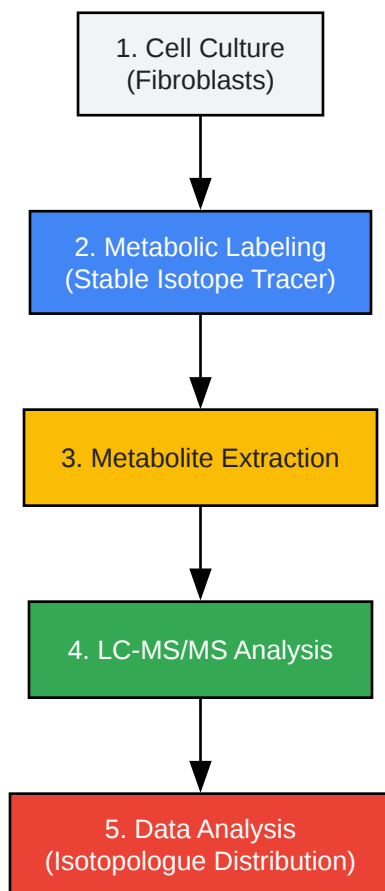 1. Cell Culture
(Fibroblasts)
2. Metabolic Labeling
(Stable Isotope Tracer)
3. Metabolite Extraction
4. LC-MS/MS Analysis
5. Data Analysis
(Isotopologue Distribution)